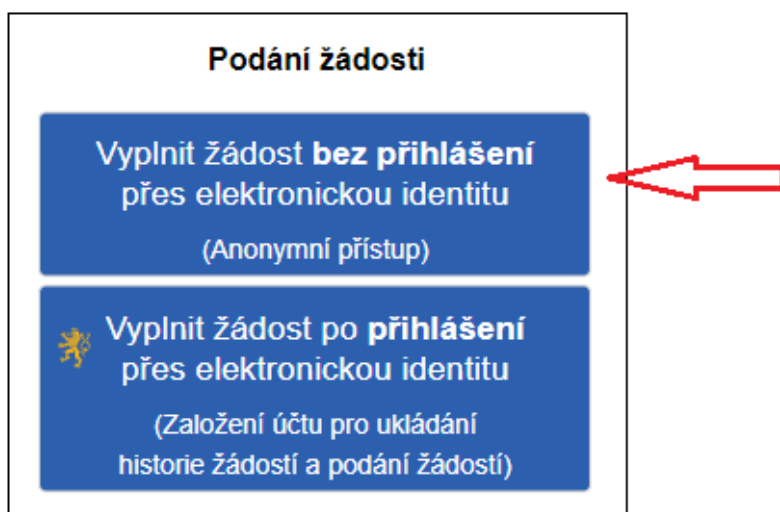 Podání žádosti
Vyplnit žádost bez přihlášení
přes elektronickou identitu
(Anonymní přístup)
Vyplnit žádost po přihlášení
přes elektronickou identitu
(Založení účtu pro ukládání
historie žádostí a podání žádostí)